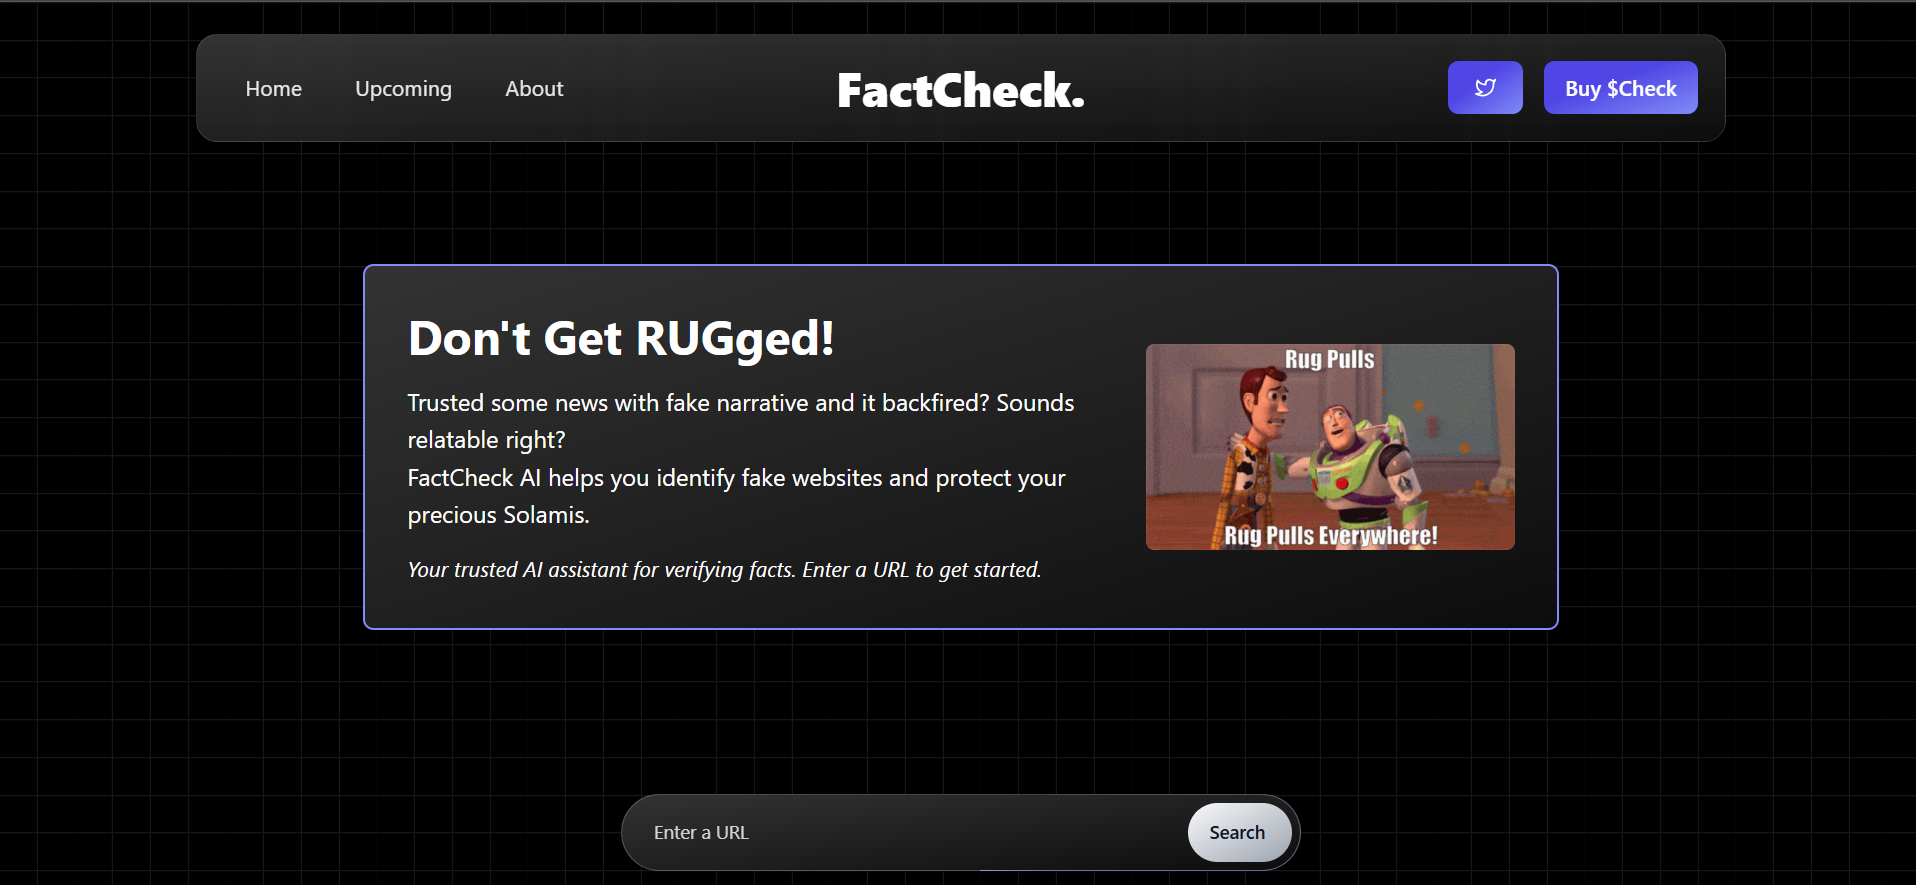 Home
Upcoming
About
FactCheck.
Buy $Check
Don't Get RUGged!
Trusted some news with fake narrative and it backfired? Sounds
relatable right?
FactCheck AI helps you identify fake websites and protect your
precious Solamis.
Your trusted AI assistant for verifying facts. Enter a URL to get started.
Rug Pulls
Rug Pulls Everywhere!
Enter a URL
Search